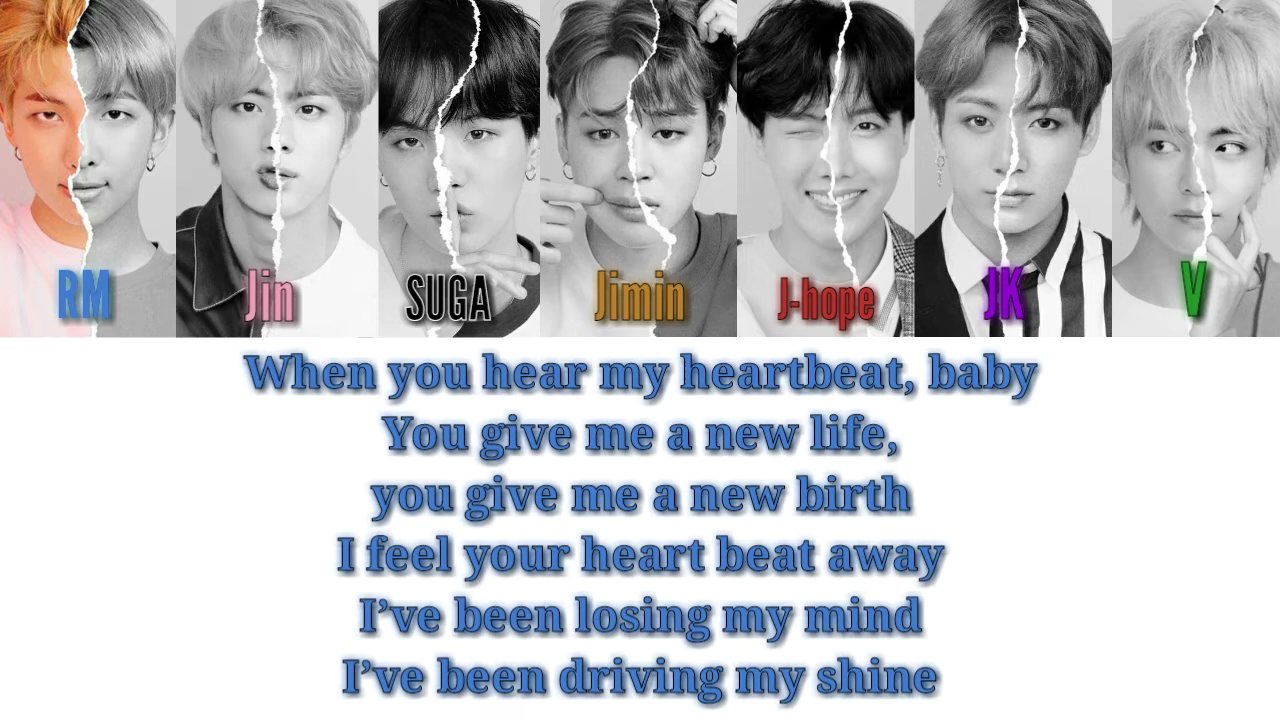 RM Jin SUGA Jimin J-hope JK V
When you hear my heartbeat, baby
You give me a new life,
you give me a new birth
I feel your heart beat away
I’ve been losing my mind
I’ve been driving my shine